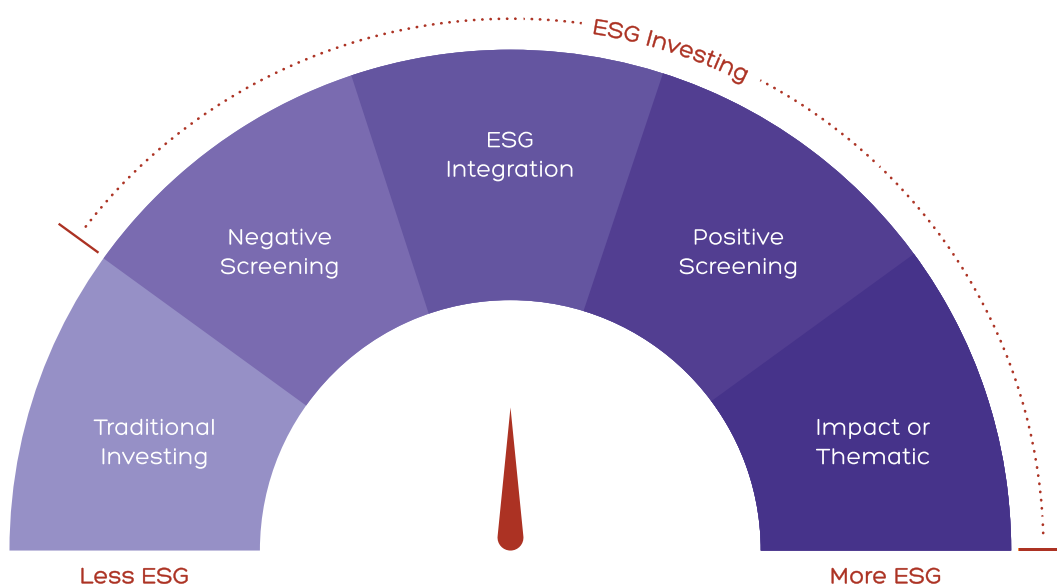 ESG Investing
ESG
Integration
Negative
Screening
Positive
Screening
Traditional
Investing
Impact or
Thematic
Less ESG
More ESG